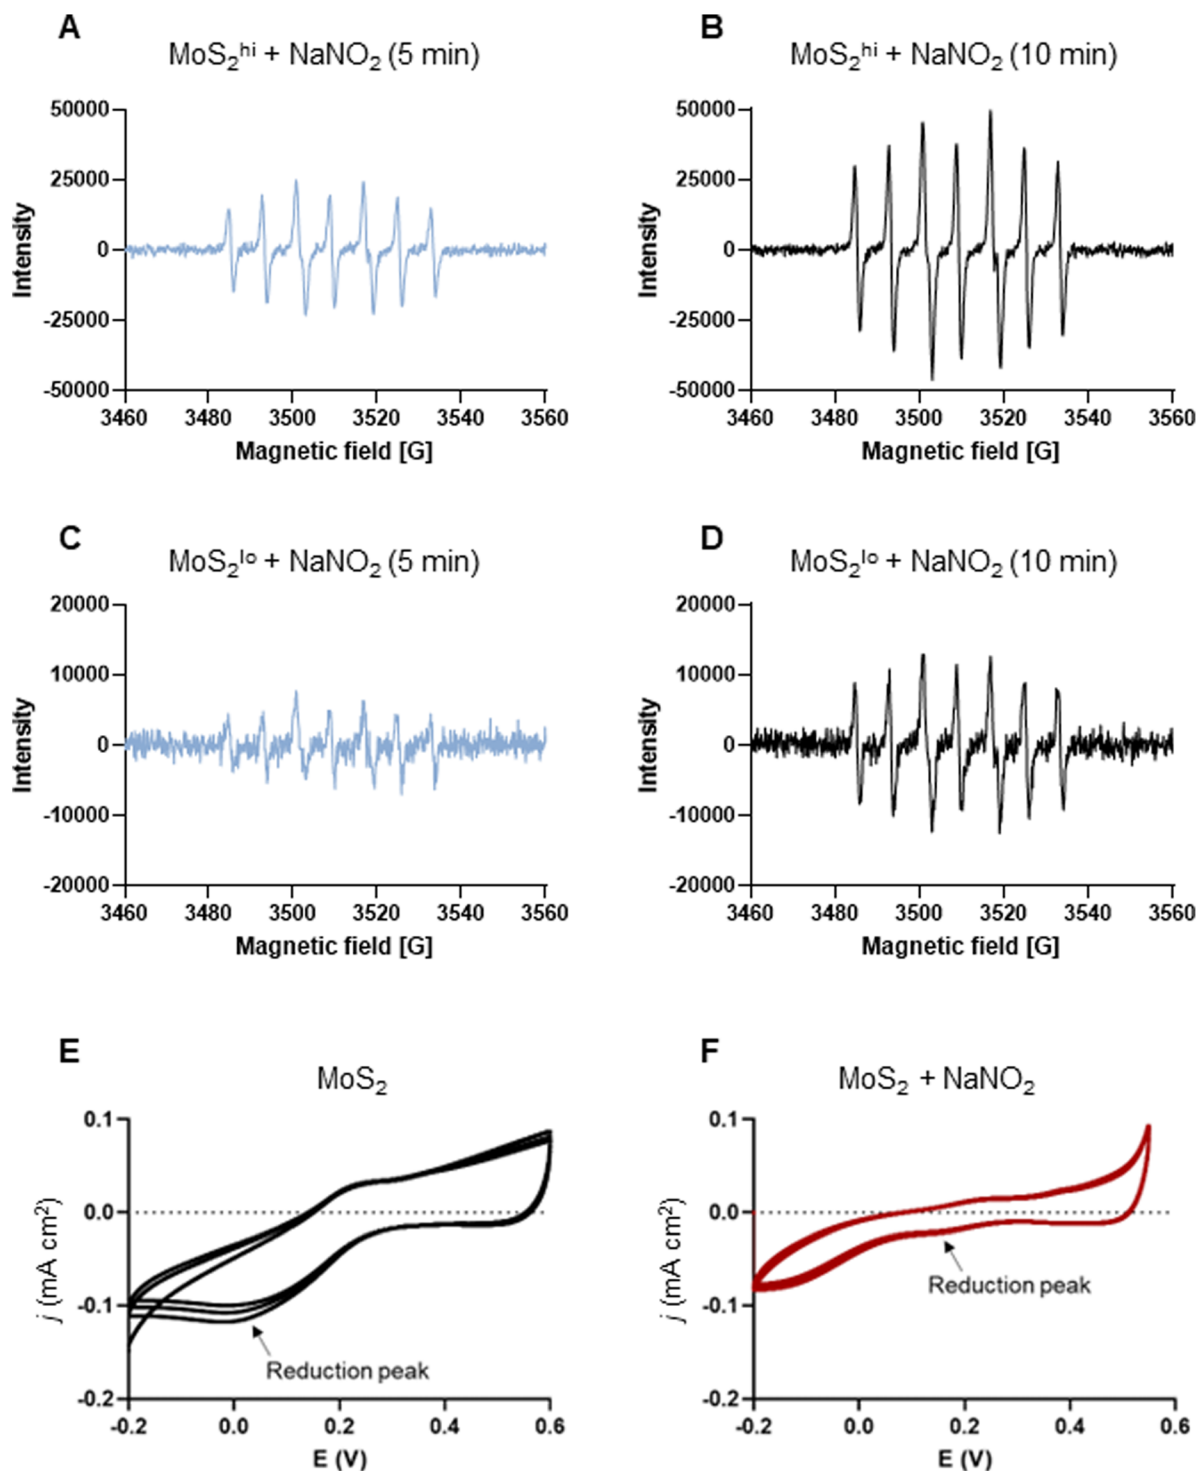 A
MoS₂ʰⁱ + NaNO₂ (5 min)
50000
25000
0
-25000
-50000
Intensity
3460 3480 3500 3520 3540 3560
Magnetic field [G]
B
MoS₂ʰⁱ + NaNO₂ (10 min)
50000
25000
0
-25000
-50000
Intensity
3460 3480 3500 3520 3540 3560
Magnetic field [G]
C
MoS₂ˡᵒ + NaNO₂ (5 min)
20000
10000
0
-10000
-20000
Intensity
3460 3480 3500 3520 3540 3560
Magnetic field [G]
D
MoS₂ˡᵒ + NaNO₂ (10 min)
20000
10000
0
-10000
-20000
Intensity
3460 3480 3500 3520 3540 3560
Magnetic field [G]
E
MoS₂
0.1
0.0
-0.1
-0.2
j (mA cm²)
Reduction peak
-0.2 0.0 0.2 0.4 0.6
E (V)
F
MoS₂ + NaNO₂
0.1
0.0
-0.1
-0.2
j (mA cm²)
Reduction peak
-0.2 0.0 0.2 0.4 0.6
E (V)